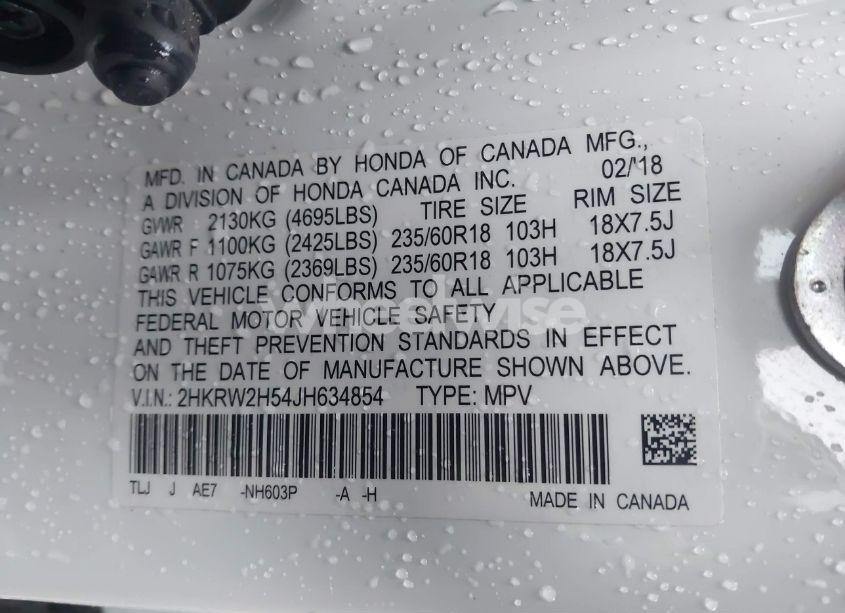 MFD. IN CANADA BY HONDA OF CANADA MFG.,
A DIVISION OF HONDA CANADA INC. 02/'18
GVWR 2130KG (4695LBS) TIRE SIZE RIM SIZE
GAWR F 1100KG (2425LBS) 235/60R18 103H 18X7.5J
GAWR R 1075KG (2369LBS) 235/60R18 103H 18X7.5J
THIS VEHICLE CONFORMS TO ALL APPLICABLE
FEDERAL MOTOR VEHICLE SAFETY
AND THEFT PREVENTION STANDARDS IN EFFECT
ON THE DATE OF MANUFACTURE SHOWN ABOVE.
V.I.N.: 2HKRW2H54JH634854 TYPE: MPV
TLJ J AE7 -NH603P -A -H MADE IN CANADA